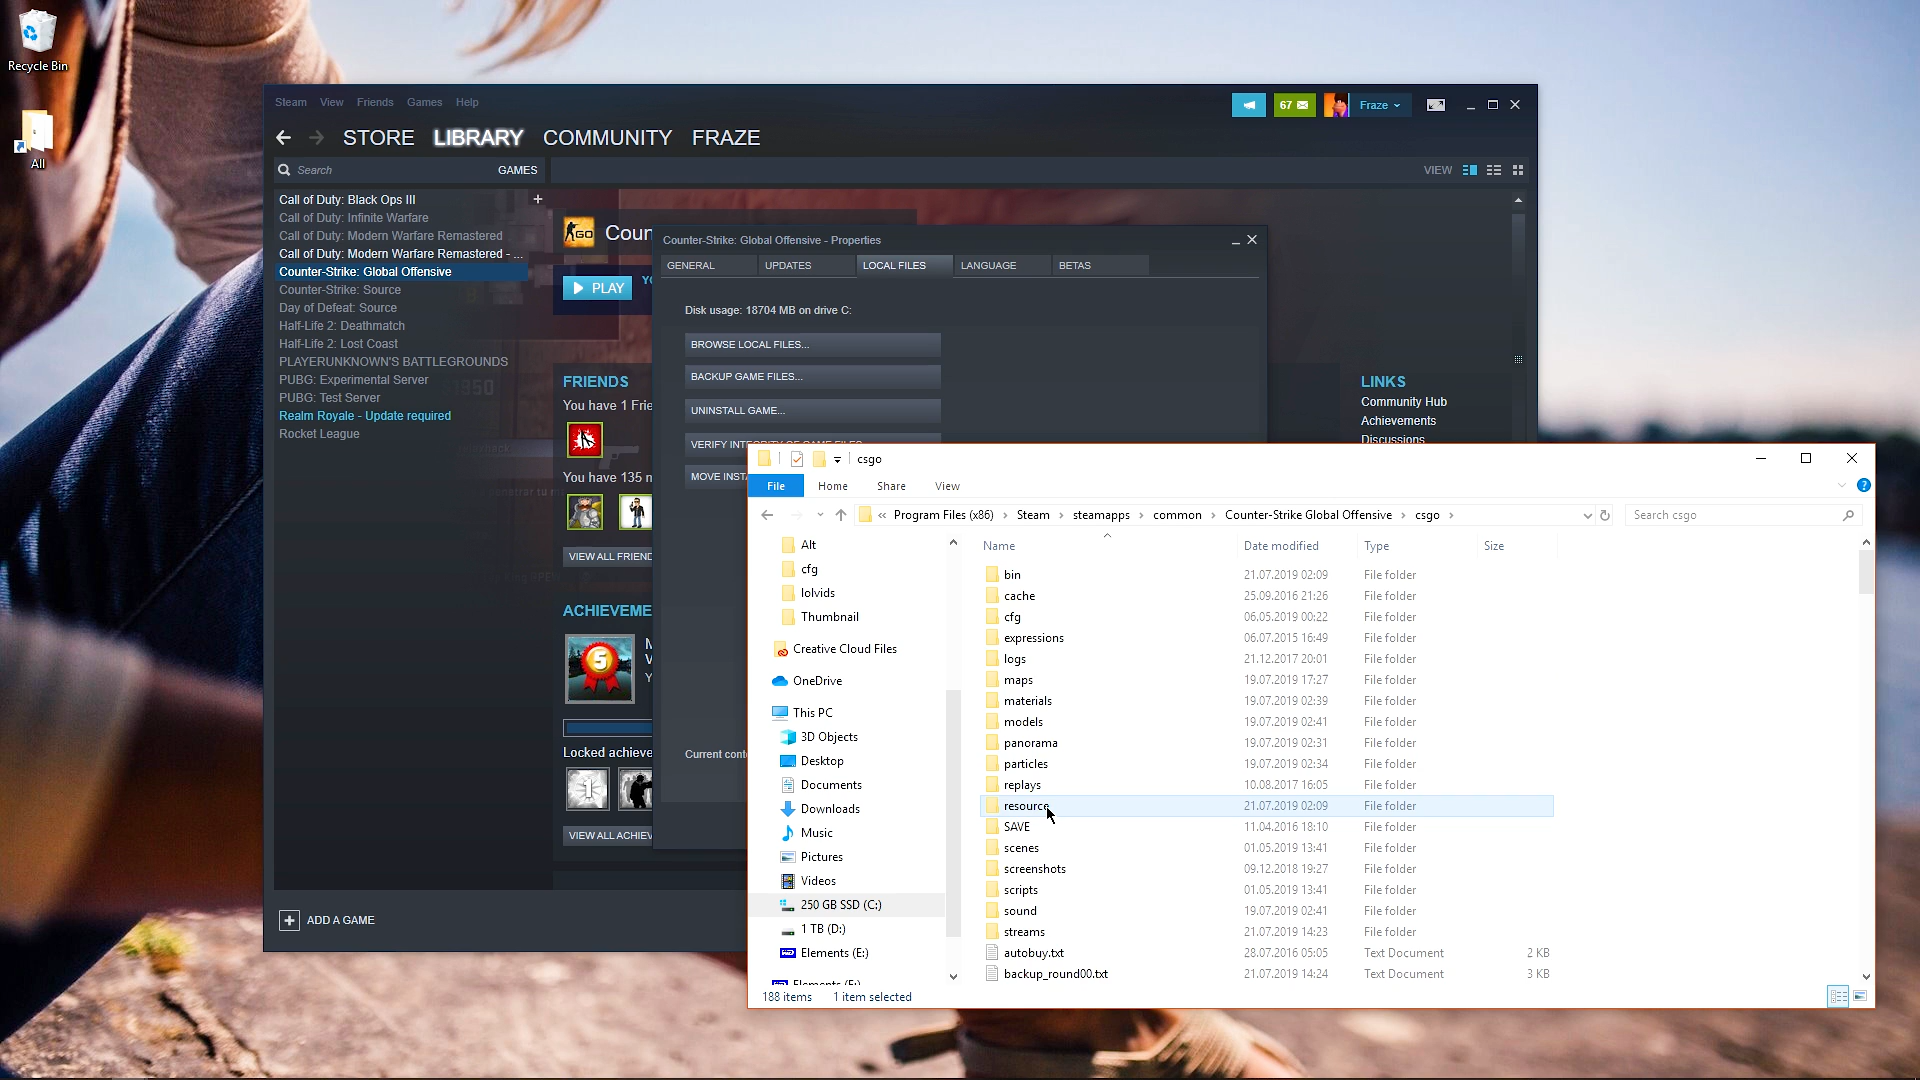 Recycle Bin
All
Steam View Friends Games Help
67
Fraze
STORE LIBRARY COMMUNITY FRAZE
Search
GAMES
VIEW
Call of Duty: Black Ops III
Call of Duty: Infinite Warfare
Call of Duty: Modern Warfare Remastered
Call of Duty: Modern Warfare Remastered - ...
Counter-Strike: Global Offensive
Counter-Strike: Source
Day of Defeat: Source
Half-Life 2: Deathmatch
Half-Life 2: Lost Coast
PLAYERUNKNOWN'S BATTLEGROUNDS
PUBG: Experimental Server
PUBG: Test Server
Realm Royale - Update required
Rocket League
ADD A GAME
GO
Coun
PLAY
YO
FRIENDS
You have 1 Frie
You have 135 m
VIEW ALL FRIEND
ACHIEVEME
5
Locked achieve
1
VIEW ALL ACHIEV
LINKS
Community Hub
Achievements
Discussions
Counter-Strike: Global Offensive - Properties
GENERAL UPDATES LOCAL FILES LANGUAGE BETAS
Disk usage: 18704 MB on drive C:
BROWSE LOCAL FILES...
BACKUP GAME FILES...
UNINSTALL GAME...
VERIFY INTEGRITY OF GAME FILES...
MOVE INSTA
Current cont
csgo
File Home Share View
« Program Files (x86) › Steam › steamapps › common › Counter-Strike Global Offensive › csgo ›
Search csgo
Alt
cfg
lolvids
Thumbnail
Creative Cloud Files
OneDrive
This PC
3D Objects
Desktop
Documents
Downloads
Music
Pictures
Videos
250 GB SSD (C:)
1 TB (D:)
Elements (E:)
Elements (E:)
Name Date modified Type Size
bin 21.07.2019 02:09 File folder
cache 25.09.2016 21:26 File folder
cfg 06.05.2019 00:22 File folder
expressions 06.07.2015 16:49 File folder
logs 21.12.2017 20:01 File folder
maps 19.07.2019 17:27 File folder
materials 19.07.2019 02:39 File folder
models 19.07.2019 02:41 File folder
panorama 19.07.2019 02:31 File folder
particles 19.07.2019 02:34 File folder
replays 10.08.2017 16:05 File folder
resource 21.07.2019 02:09 File folder
SAVE 11.04.2016 18:10 File folder
scenes 01.05.2019 13:41 File folder
screenshots 09.12.2018 19:27 File folder
scripts 01.05.2019 13:41 File folder
sound 19.07.2019 02:41 File folder
streams 21.07.2019 14:23 File folder
autobuy.txt 28.07.2016 05:05 Text Document 2 KB
backup_round00.txt 21.07.2019 14:24 Text Document 3 KB
188 items 1 item selected